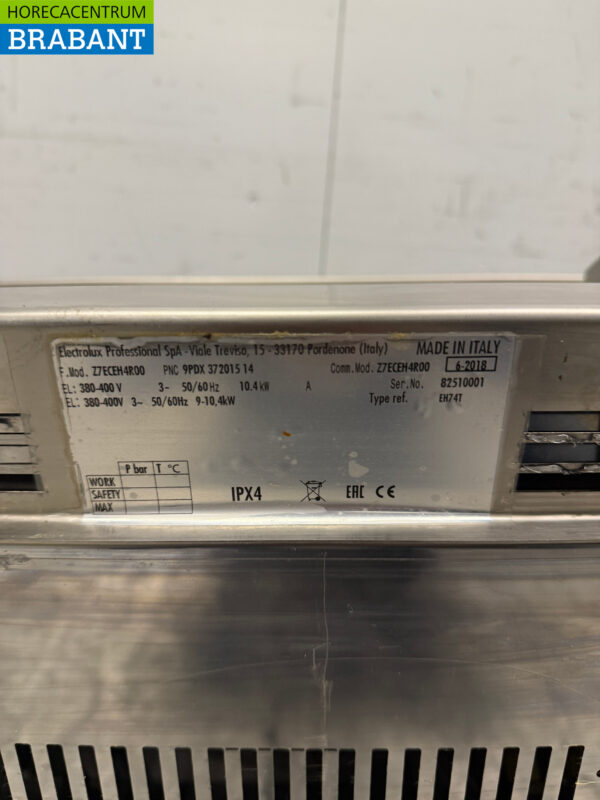 HORECACENTRUM
BRABANT
Electrolux Professional SpA - Viale Treviso, 15 - 33170 Pordenone (Italy) MADE IN ITALY
F.Mod. Z7ECEH4R00 PNC 9PDX 372015 14 Comm.Mod. Z7ECEH4R00 6-2018
EL: 380-400 V 3~ 50/60 Hz 10.4 kW A Ser.No. 82510001
EL: 380-400V 3~ 50/60Hz 9-10,4kW Type ref. EH74T
P bar T °C
WORK
SAFETY
MAX
IPX4 EAC CE